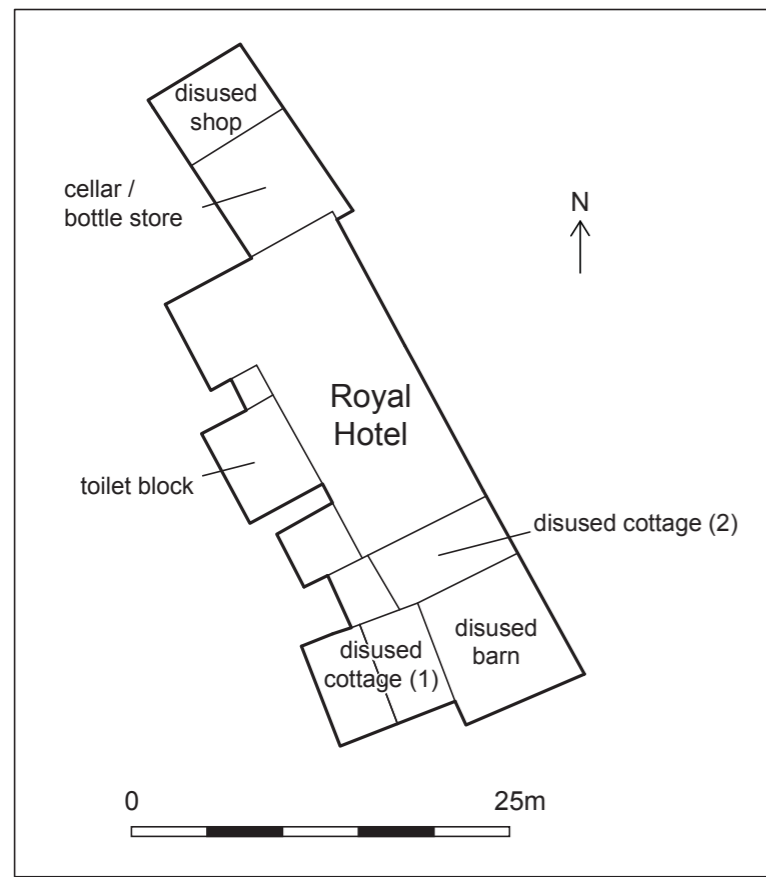 disused
shop
cellar /
bottle store
N
Royal
Hotel
toilet block
disused cottage (2)
disused
barn
disused
cottage (1)
0
25m